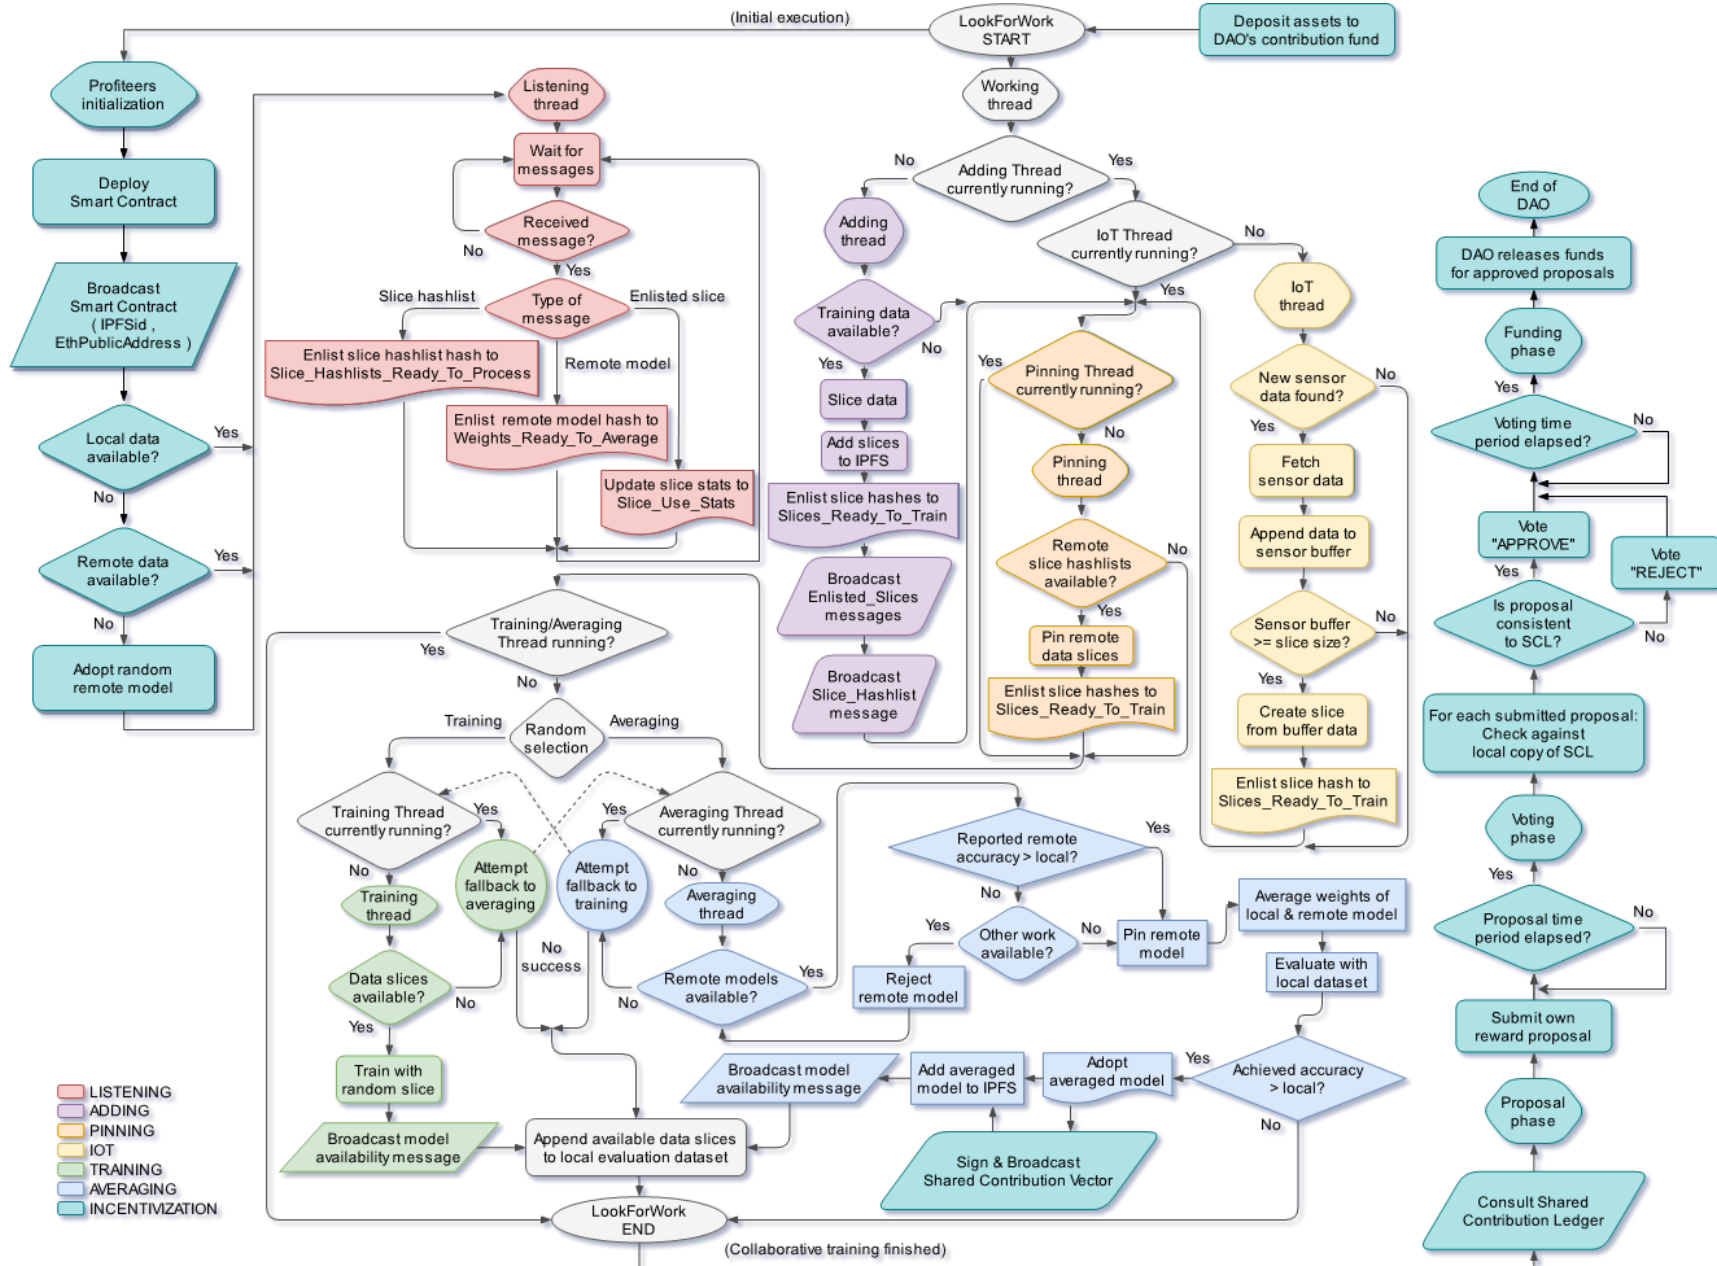 (Initial execution)
LookForWork
START
Deposit assets to
DAO's contribution fund
Profiteers
initialization
Deploy
Smart Contract
Broadcast
Smart Contract
( IPFSid ,
EthPublicAddress )
Local data
available?
Yes
No
Remote data
available?
Yes
No
Adopt random
remote model
Listening
thread
Wait for
messages
Received
message?
No
Yes
Type of
message
Slice hashlist
Enlisted slice
Remote model
Enlist slice hashlist hash to
Slice_Hashlists_Ready_To_Process
Enlist remote model hash to
Weights_Ready_To_Average
Update slice stats to
Slice_Use_Stats
Working
thread
Adding Thread
currently running?
No
Yes
Adding
thread
Training data
available?
No
Yes
Slice data
Add slices
to IPFS
Enlist slice hashes to
Slices_Ready_To_Train
Broadcast
Enlisted_Slices
messages
Broadcast
Slice_Hashlist
message
IoT Thread
currently running?
No
Yes
Pinning Thread
currently running?
Yes
No
Pinning
thread
Remote
slice hashlists
available?
No
Yes
Pin remote
data slices
Enlist slice hashes to
Slices_Ready_To_Train
IoT
thread
New sensor
data found?
No
Yes
Fetch
sensor data
Append data to
sensor buffer
Sensor buffer
>= slice size?
No
Yes
Create slice
from buffer data
Enlist slice hash to
Slices_Ready_To_Train
Training/Averaging
Thread running?
Yes
No
Random
selection
Training
Averaging
Training Thread
currently running?
Yes
No
Averaging Thread
currently running?
Yes
No
Attempt
fallback to
averaging
Attempt
fallback to
training
No
success
Training
thread
Data slices
available?
No
Yes
Train with
random slice
Broadcast model
availability message
Averaging
thread
Remote models
available?
No
Yes
Reported remote
accuracy > local?
Yes
No
Other work
available?
Yes
No
Reject
remote model
Pin remote
model
Average weights of
local & remote model
Evaluate with
local dataset
Achieved accuracy
> local?
Yes
No
Adopt
averaged model
Add averaged
model to IPFS
Broadcast model
availability message
Sign & Broadcast
Shared Contribution Vector
Append available data slices
to local evaluation dataset
LookForWork
END
(Collaborative training finished)
End of
DAO
DAO releases funds
for approved proposals
Funding
phase
Yes
Voting time
period elapsed?
No
Vote
"APPROVE"
Vote
"REJECT"
Yes
Is proposal
consistent
to SCL?
No
For each submitted proposal:
Check against
local copy of SCL
Voting
phase
Yes
Proposal time
period elapsed?
No
Submit own
reward proposal
Proposal
phase
Consult Shared
Contribution Ledger
LISTENING
ADDING
PINNING
IOT
TRAINING
AVERAGING
INCENTIVIZATION